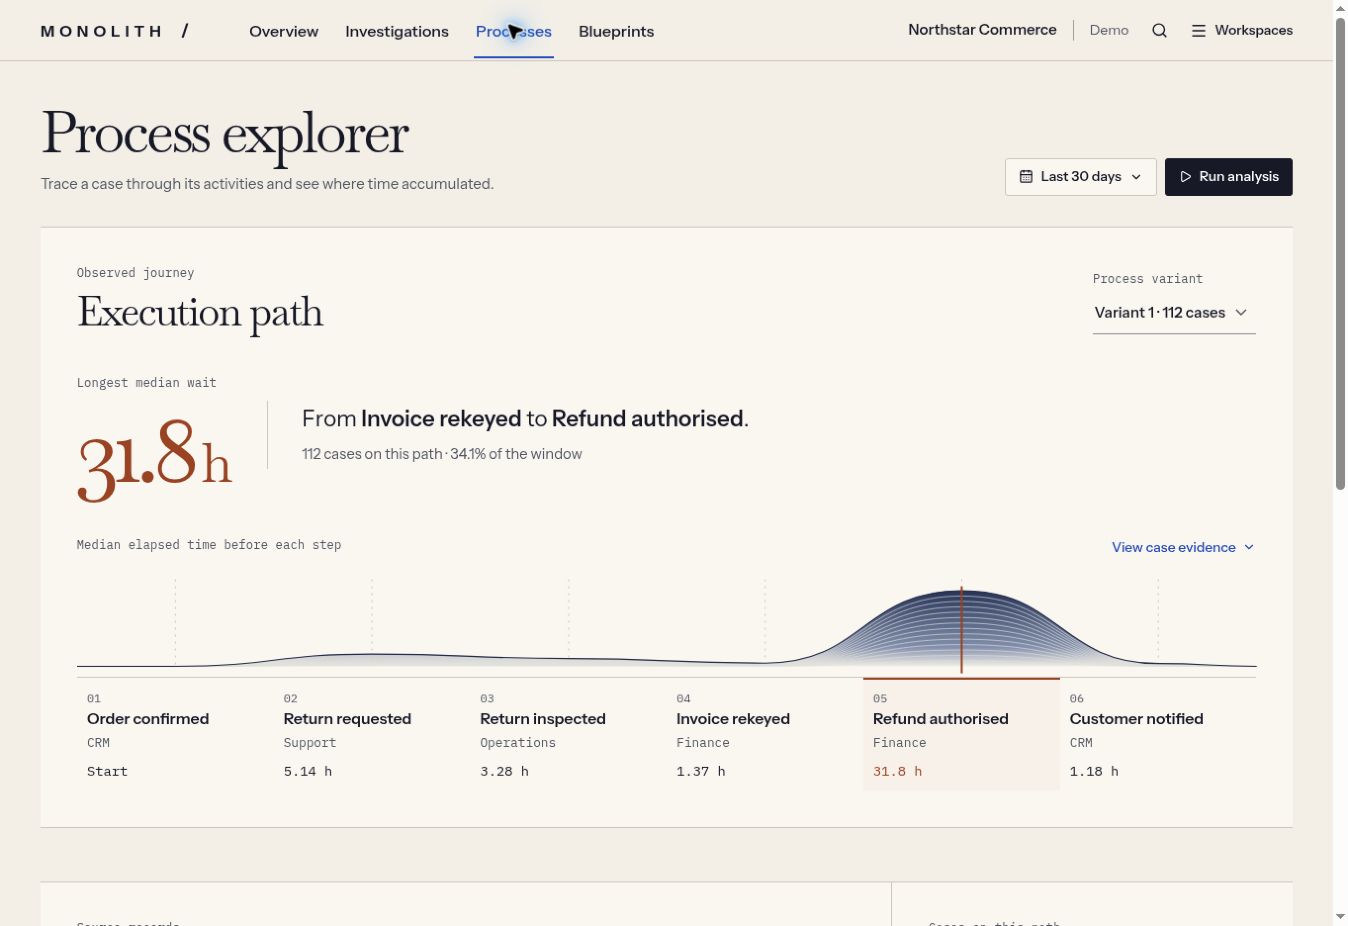 MONOLITH /
Overview
Investigations
Processes
Blueprints
Northstar Commerce
Demo
Workspaces
Process explorer
Trace a case through its activities and see where time accumulated.
Last 30 days
Run analysis
Observed journey
Execution path
Process variant
Variant 1 · 112 cases
Longest median wait
31.8 h
From Invoice rekeyed to Refund authorised.
112 cases on this path · 34.1% of the window
Median elapsed time before each step
View case evidence
01
Order confirmed
CRM
Start
02
Return requested
Support
5.14 h
03
Return inspected
Operations
3.28 h
04
Invoice rekeyed
Finance
1.37 h
05
Refund authorised
Finance
31.8 h
06
Customer notified
CRM
1.18 h